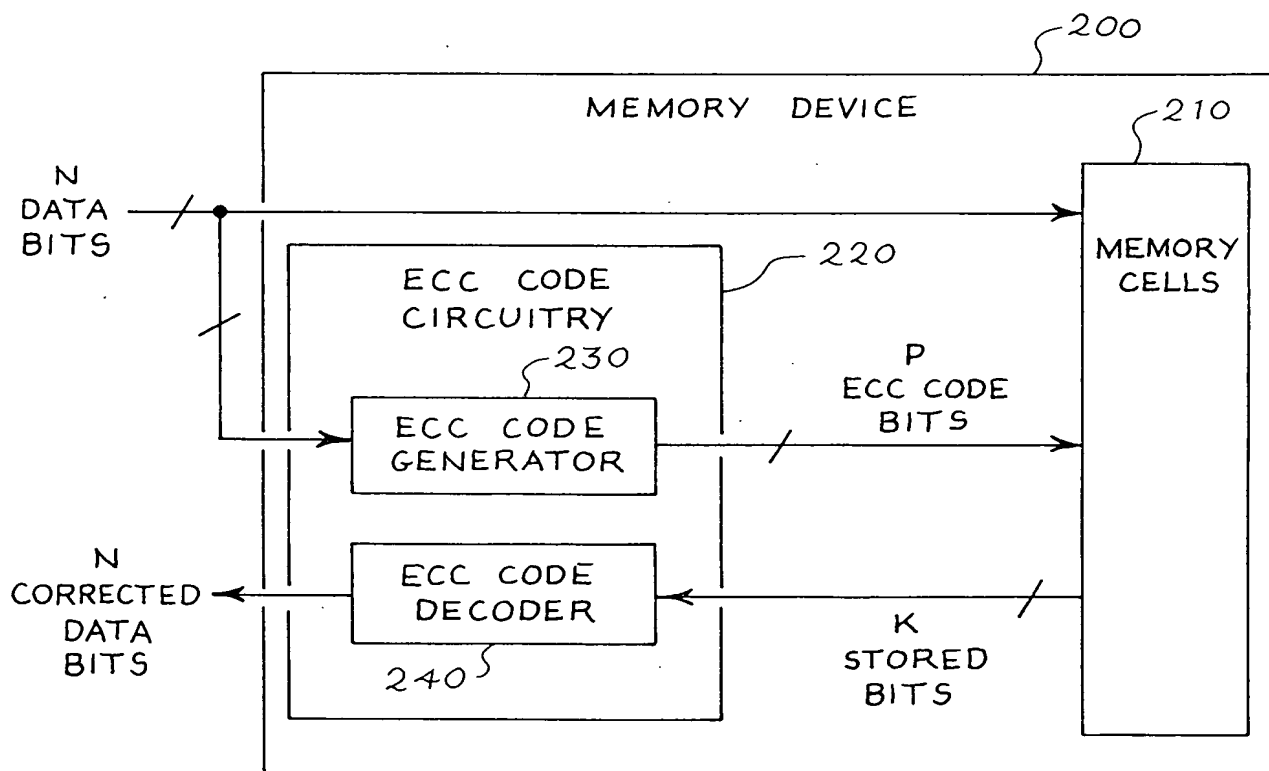 200
MEMORY DEVICE
210
N
DATA
BITS
MEMORY
CELLS
220
ECC CODE
CIRCUITRY
230
P
ECC CODE
BITS
ECC CODE
GENERATOR
N
CORRECTED
DATA
BITS
ECC CODE
DECODER
240
K
STORED
BITS